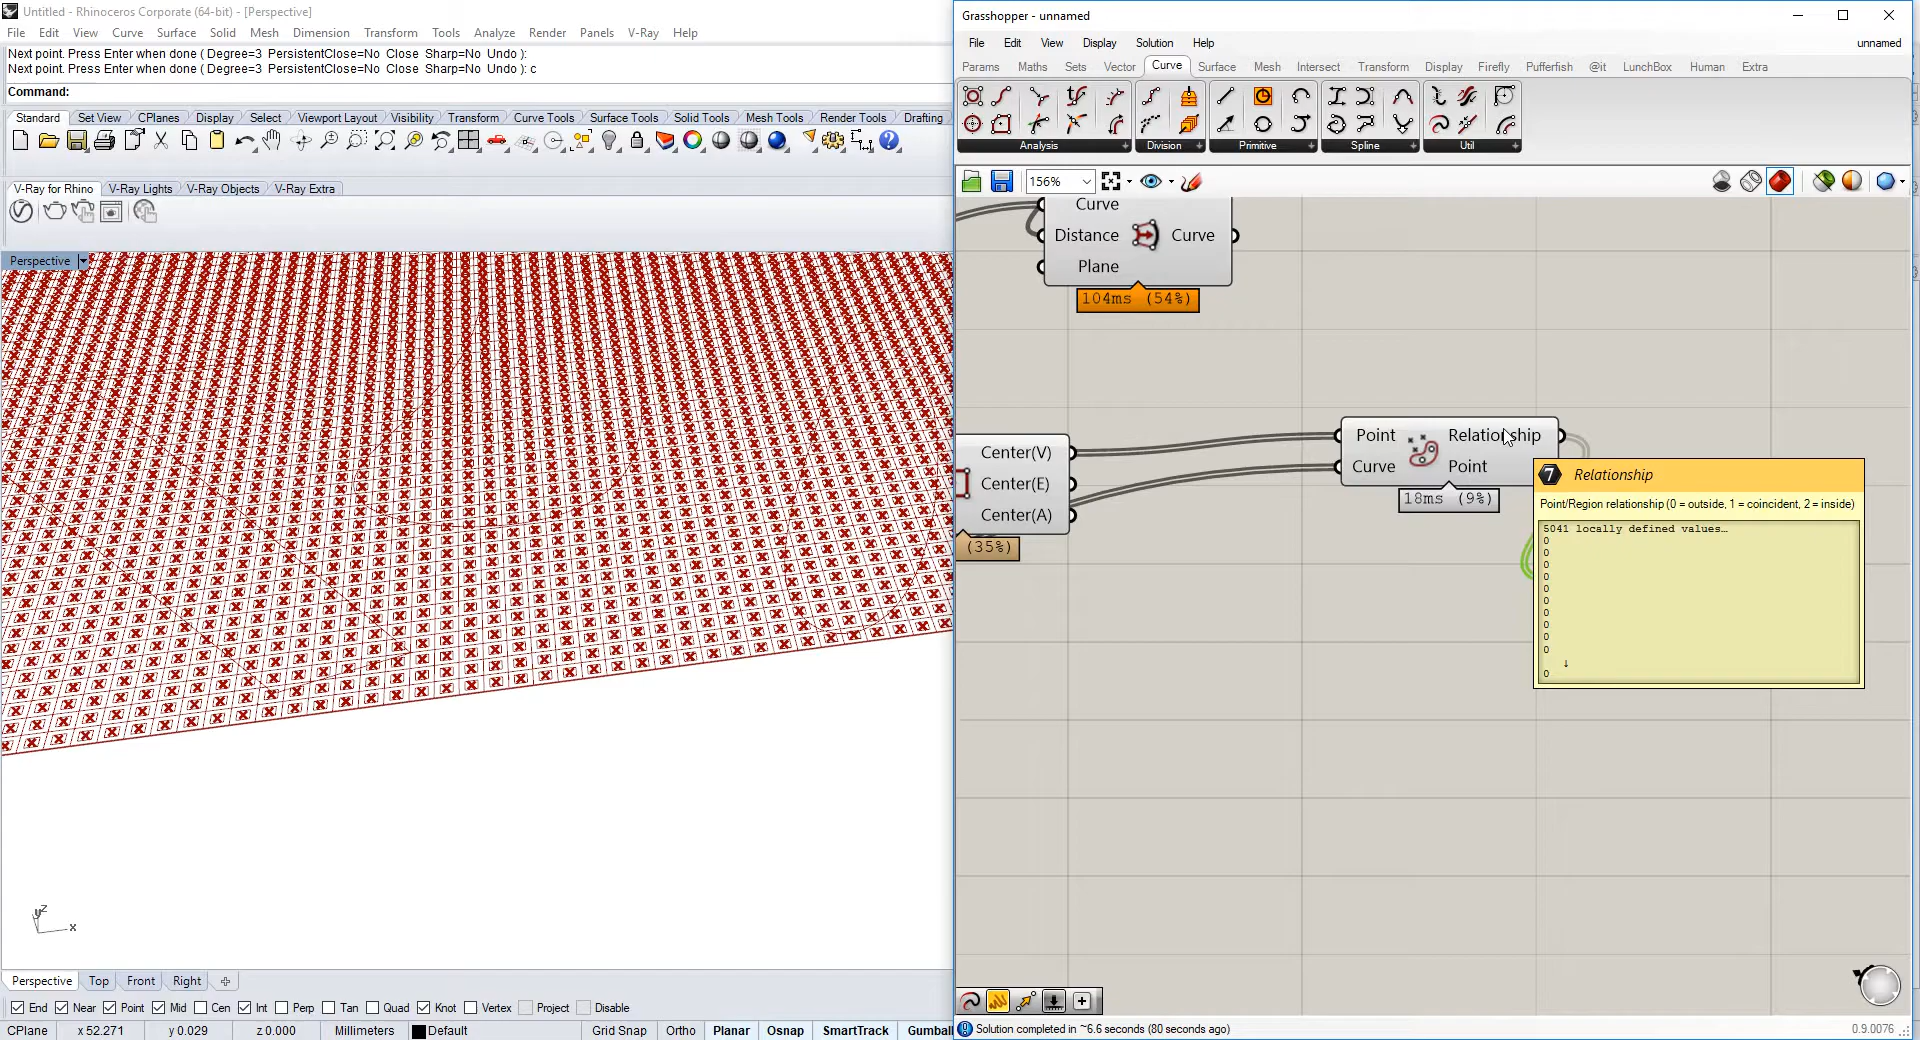 Untitled - Rhinoceros Corporate (64-bit) - [Perspective]
File Edit View Curve Surface Solid Mesh Dimension Transform Tools Analyze Render Panels V-Ray Help
Next point. Press Enter when done ( Degree=3 PersistentClose=No Close Sharp=No Undo ):
Next point. Press Enter when done ( Degree=3 PersistentClose=No Close Sharp=No Undo ): c
Command:
Standard Set View CPlanes Display Select Viewport Layout Visibility Transform Curve Tools Surface Tools Solid Tools Mesh Tools Render Tools Drafting
V-Ray for Rhino V-Ray Lights V-Ray Objects V-Ray Extra
Perspective
Perspective Top Front Right
End Near Point Mid Cen Int Perp Tan Quad Knot Vertex Project Disable
CPlane x 52.271 y 0.029 z 0.000 Millimeters Default Grid Snap Ortho Planar Osnap SmartTrack Gumball
Grasshopper - unnamed
File Edit View Display Solution Help unnamed
Params Maths Sets Vector Curve Surface Mesh Intersect Transform Display Firefly Pufferfish @it LunchBox Human Extra
Analysis Division Primitive Spline Util
156%
Curve
Distance Curve
Plane
104ms (54%)
Center(V)
Center(E)
Center(A)
(35%)
Point Relationship
Curve Point
18ms (9%)
7 Relationship
Point/Region relationship (0 = outside, 1 = coincident, 2 = inside)
5041 locally defined values…
0
0
0
0
0
0
0
0
0
0
↓
0
Solution completed in ~6.6 seconds (80 seconds ago) 0.9.0076
y z
x